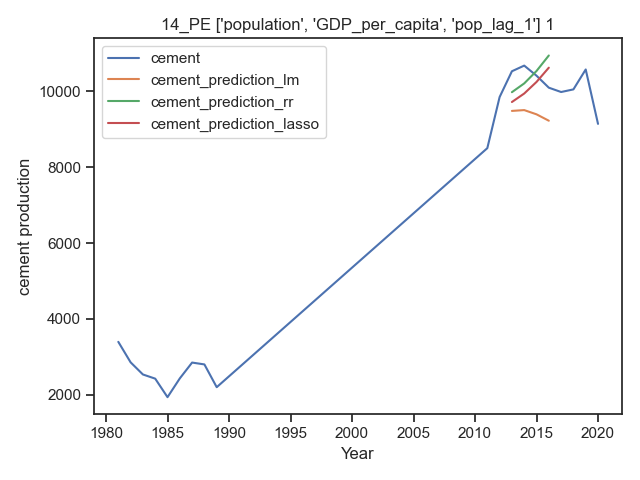 14_PE ['population', 'GDP_per_capita', 'pop_lag_1'] 1
cement
cement_prediction_lm
cement_prediction_rr
cement_prediction_lasso
cement production
10000
8000
6000
4000
2000
1980 1985 1990 1995 2000 2005 2010 2015 2020
Year